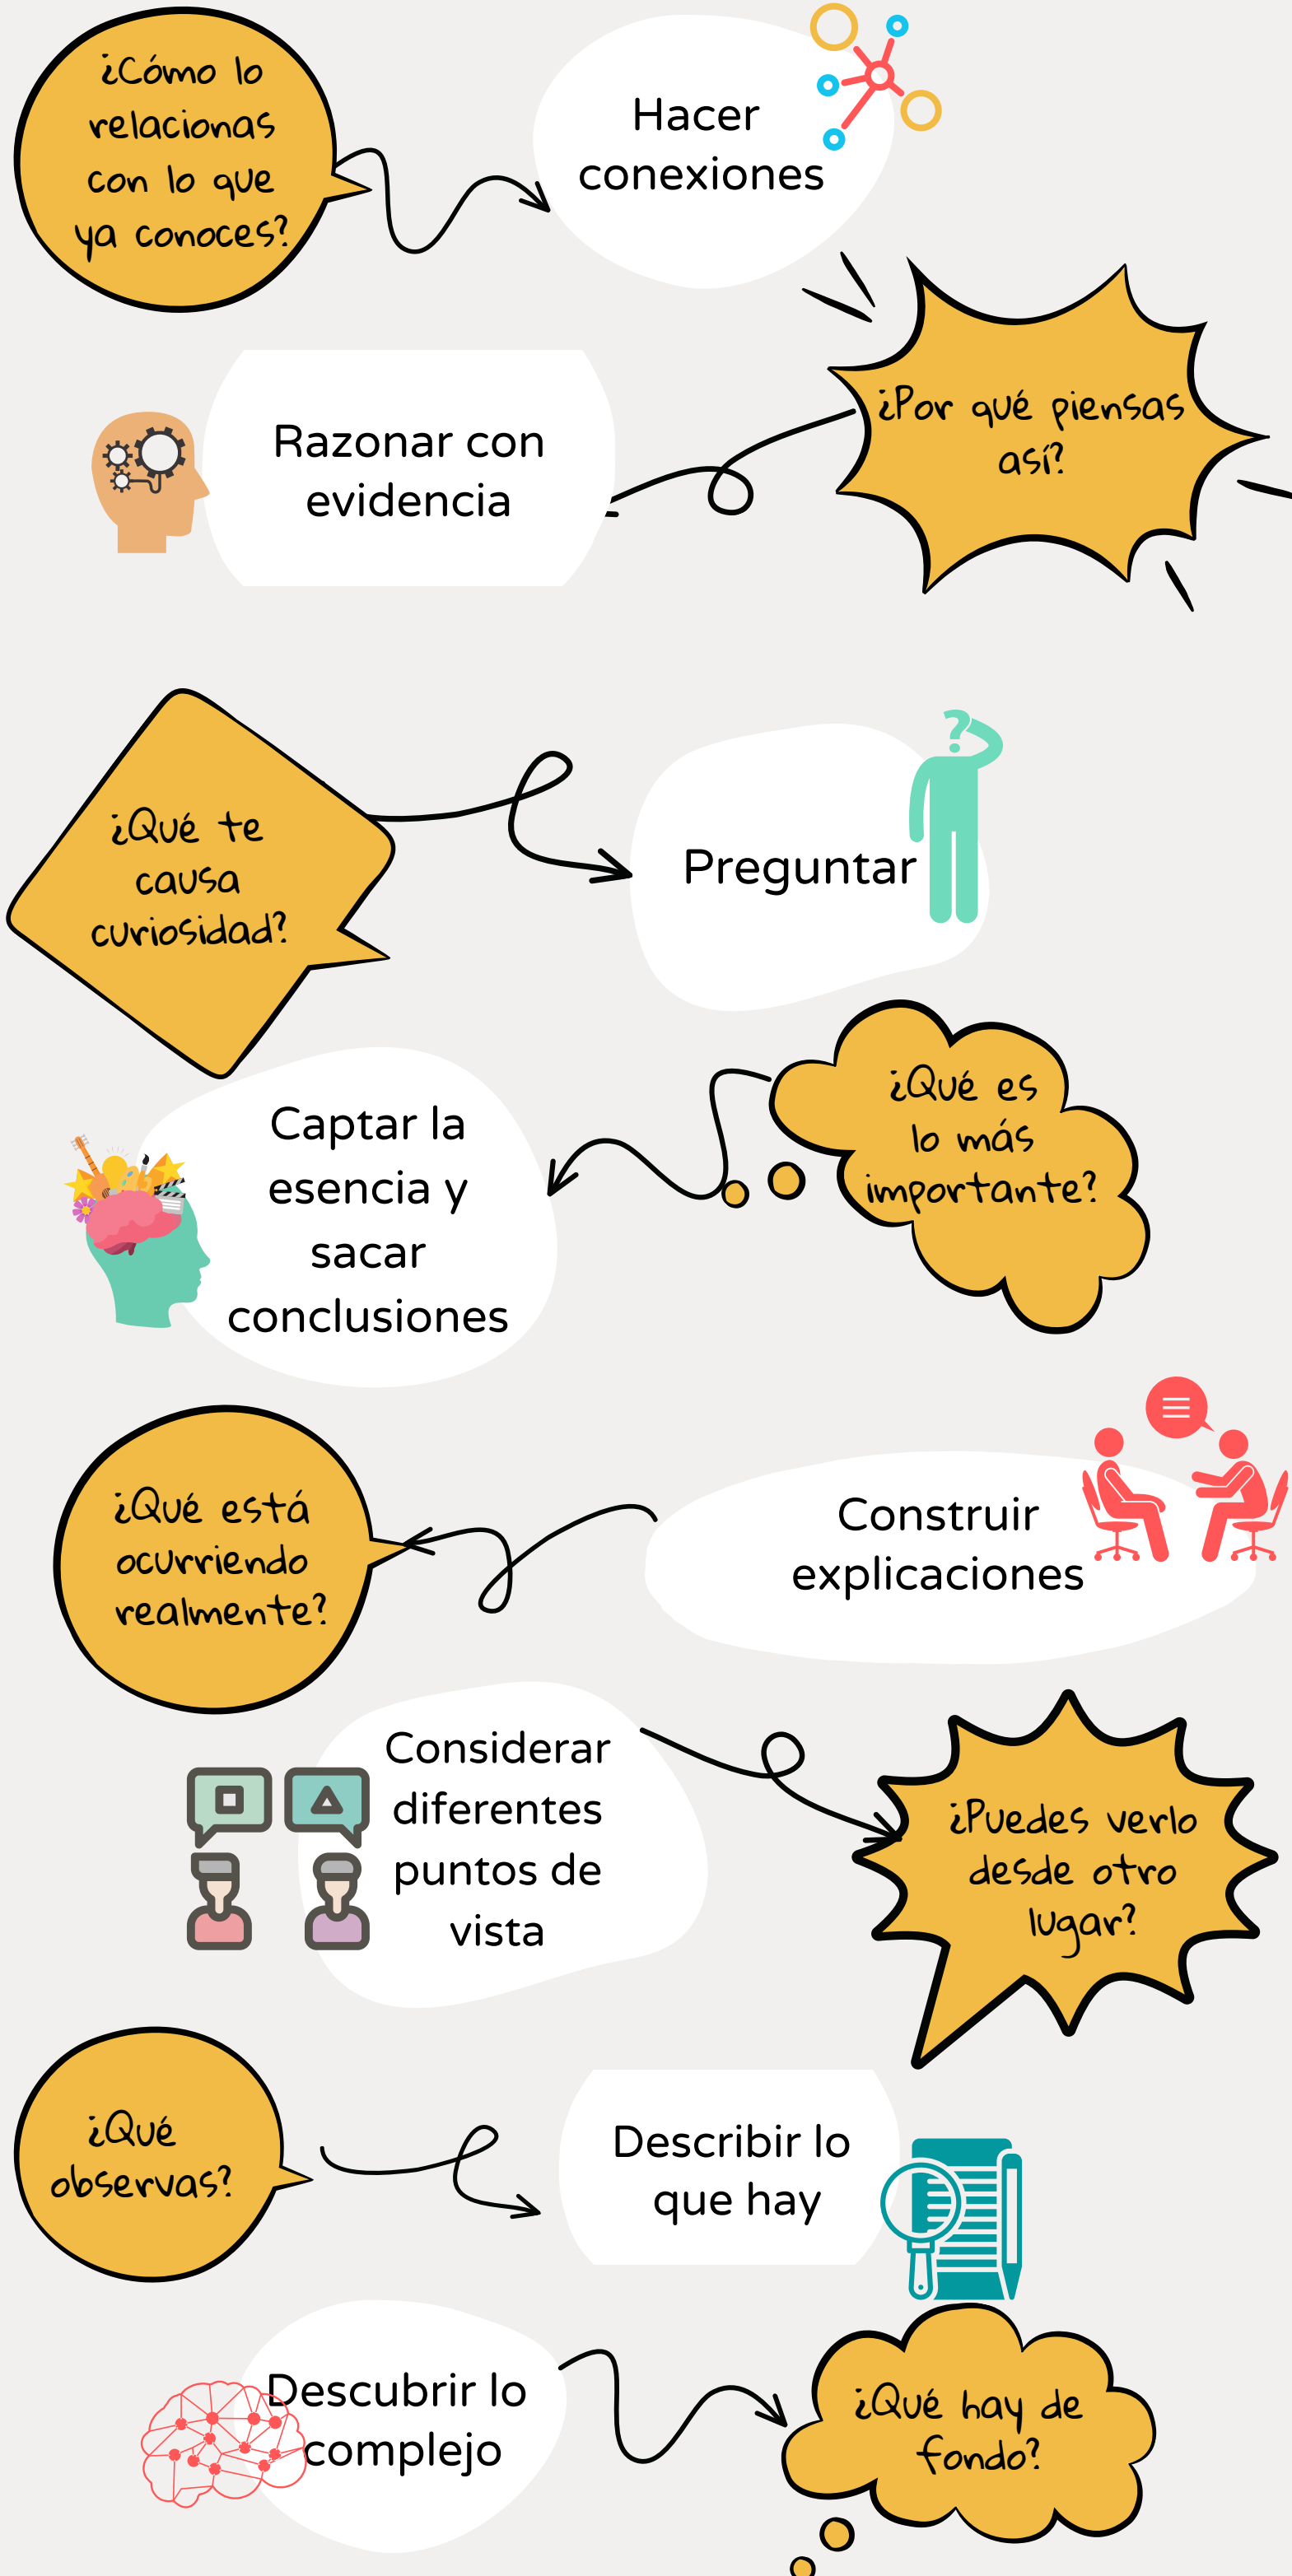 ¿Cómo lo
relacionas
con lo que
ya conoces?
Hacer
conexiones
¿Por qué piensas
así?
Razonar con
evidencia
¿Qué te
causa
curiosidad?
?
Preguntar
¿Qué es
lo más
importante?
Captar la
esencia y
sacar
conclusiones
¿Qué está
ocurriendo
realmente?
Construir
explicaciones
Considerar
diferentes
puntos de
vista
¿Puedes verlo
desde otro
lugar?
¿Qué
observas?
Describir lo
que hay
Descubrir lo
complejo
¿Qué hay de
fondo?